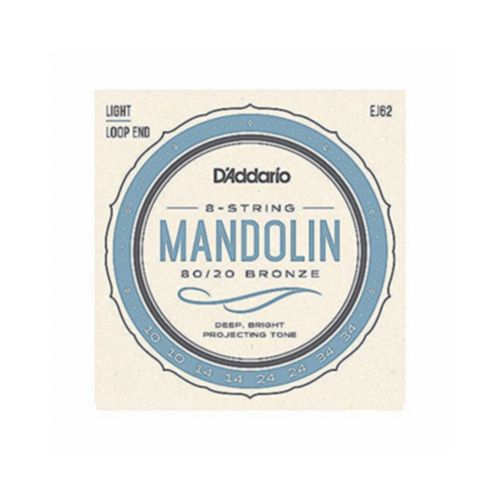 LIGHT
LOOP END
EJ62
D'Addario
8-STRING
MANDOLIN
80/20 BRONZE
DEEP, BRIGHT
PROJECTING TONE
10 10 14 14 24 24 34 34